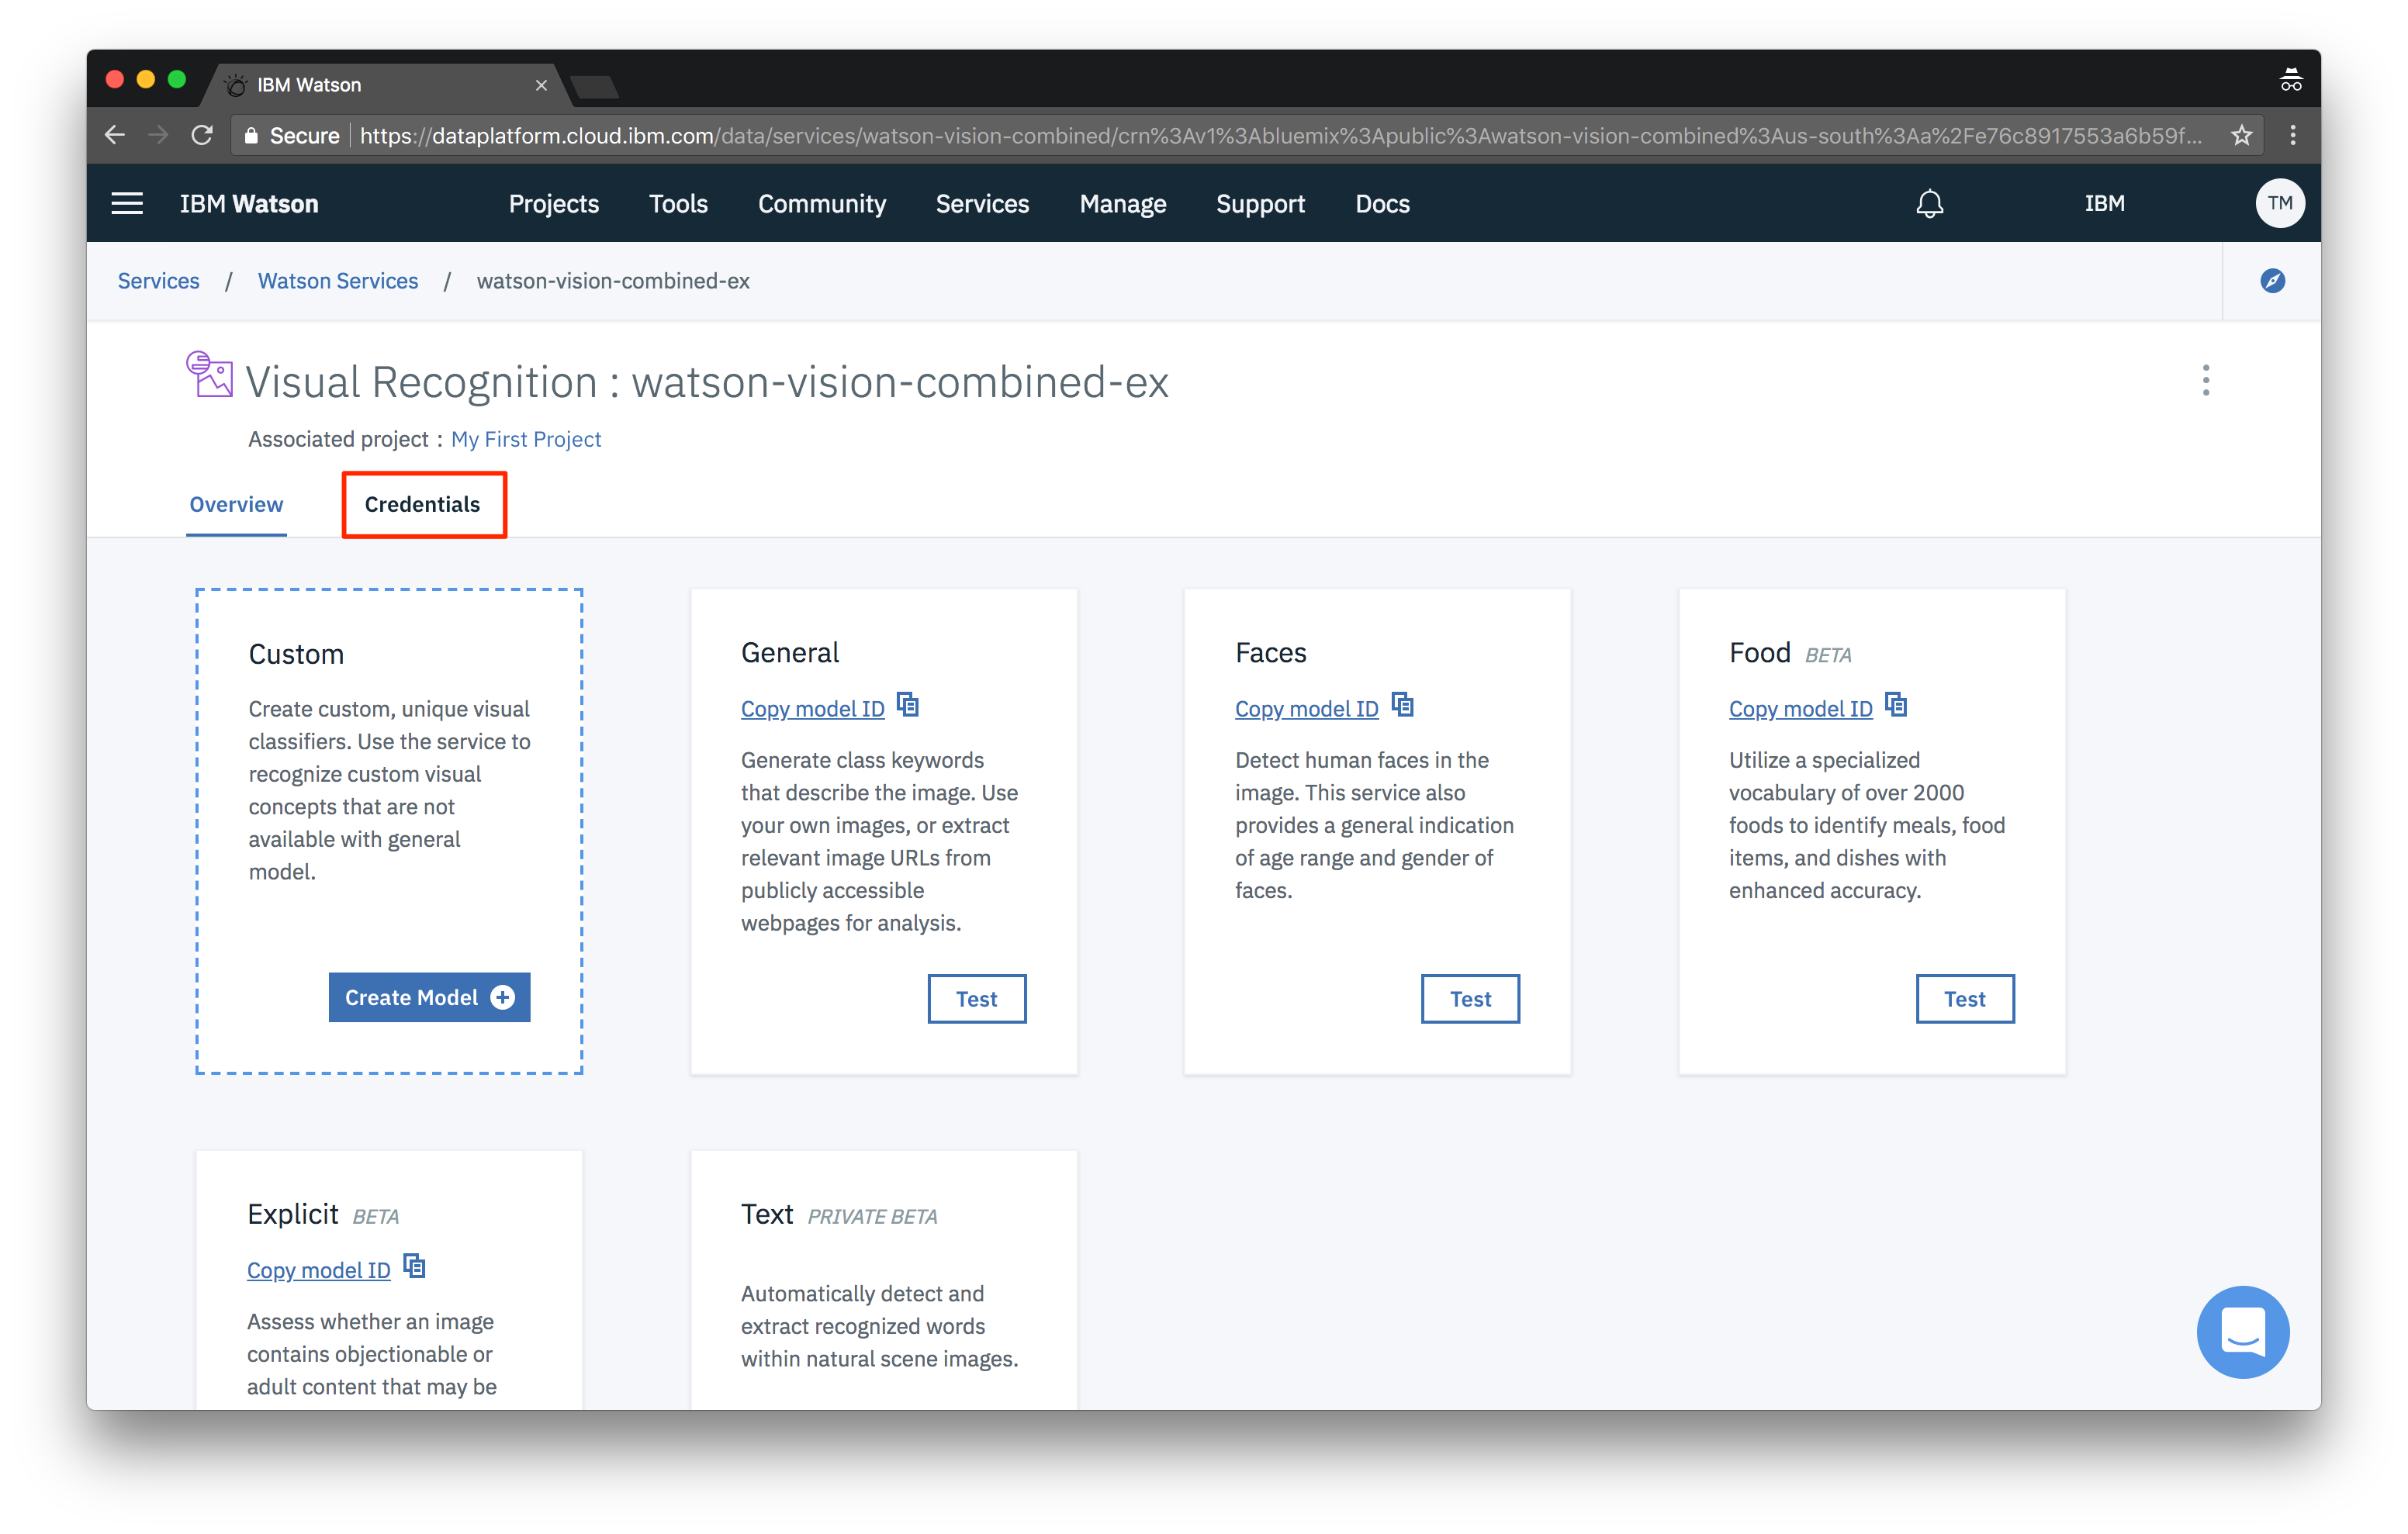 IBM Watson
Secure https://dataplatform.cloud.ibm.com/data/services/watson-vision-combined/crn%3Av1%3Abluemix%3Apublic%3Awatson-vision-combined%3Aus-south%3Aa%2Fe76c8917553a6b59f...
IBM Watson Projects Tools Community Services Manage Support Docs IBM TM
Services / Watson Services / watson-vision-combined-ex
Visual Recognition : watson-vision-combined-ex
Associated project : My First Project
Overview Credentials
Custom
Create custom, unique visual
classifiers. Use the service to
recognize custom visual
concepts that are not
available with general
model.
Create Model
General
Copy model ID
Generate class keywords
that describe the image. Use
your own images, or extract
relevant image URLs from
publicly accessible
webpages for analysis.
Test
Faces
Copy model ID
Detect human faces in the
image. This service also
provides a general indication
of age range and gender of
faces.
Test
Food BETA
Copy model ID
Utilize a specialized
vocabulary of over 2000
foods to identify meals, food
items, and dishes with
enhanced accuracy.
Test
Explicit BETA
Copy model ID
Assess whether an image
contains objectionable or
adult content that may be
Text PRIVATE BETA
Automatically detect and
extract recognized words
within natural scene images.